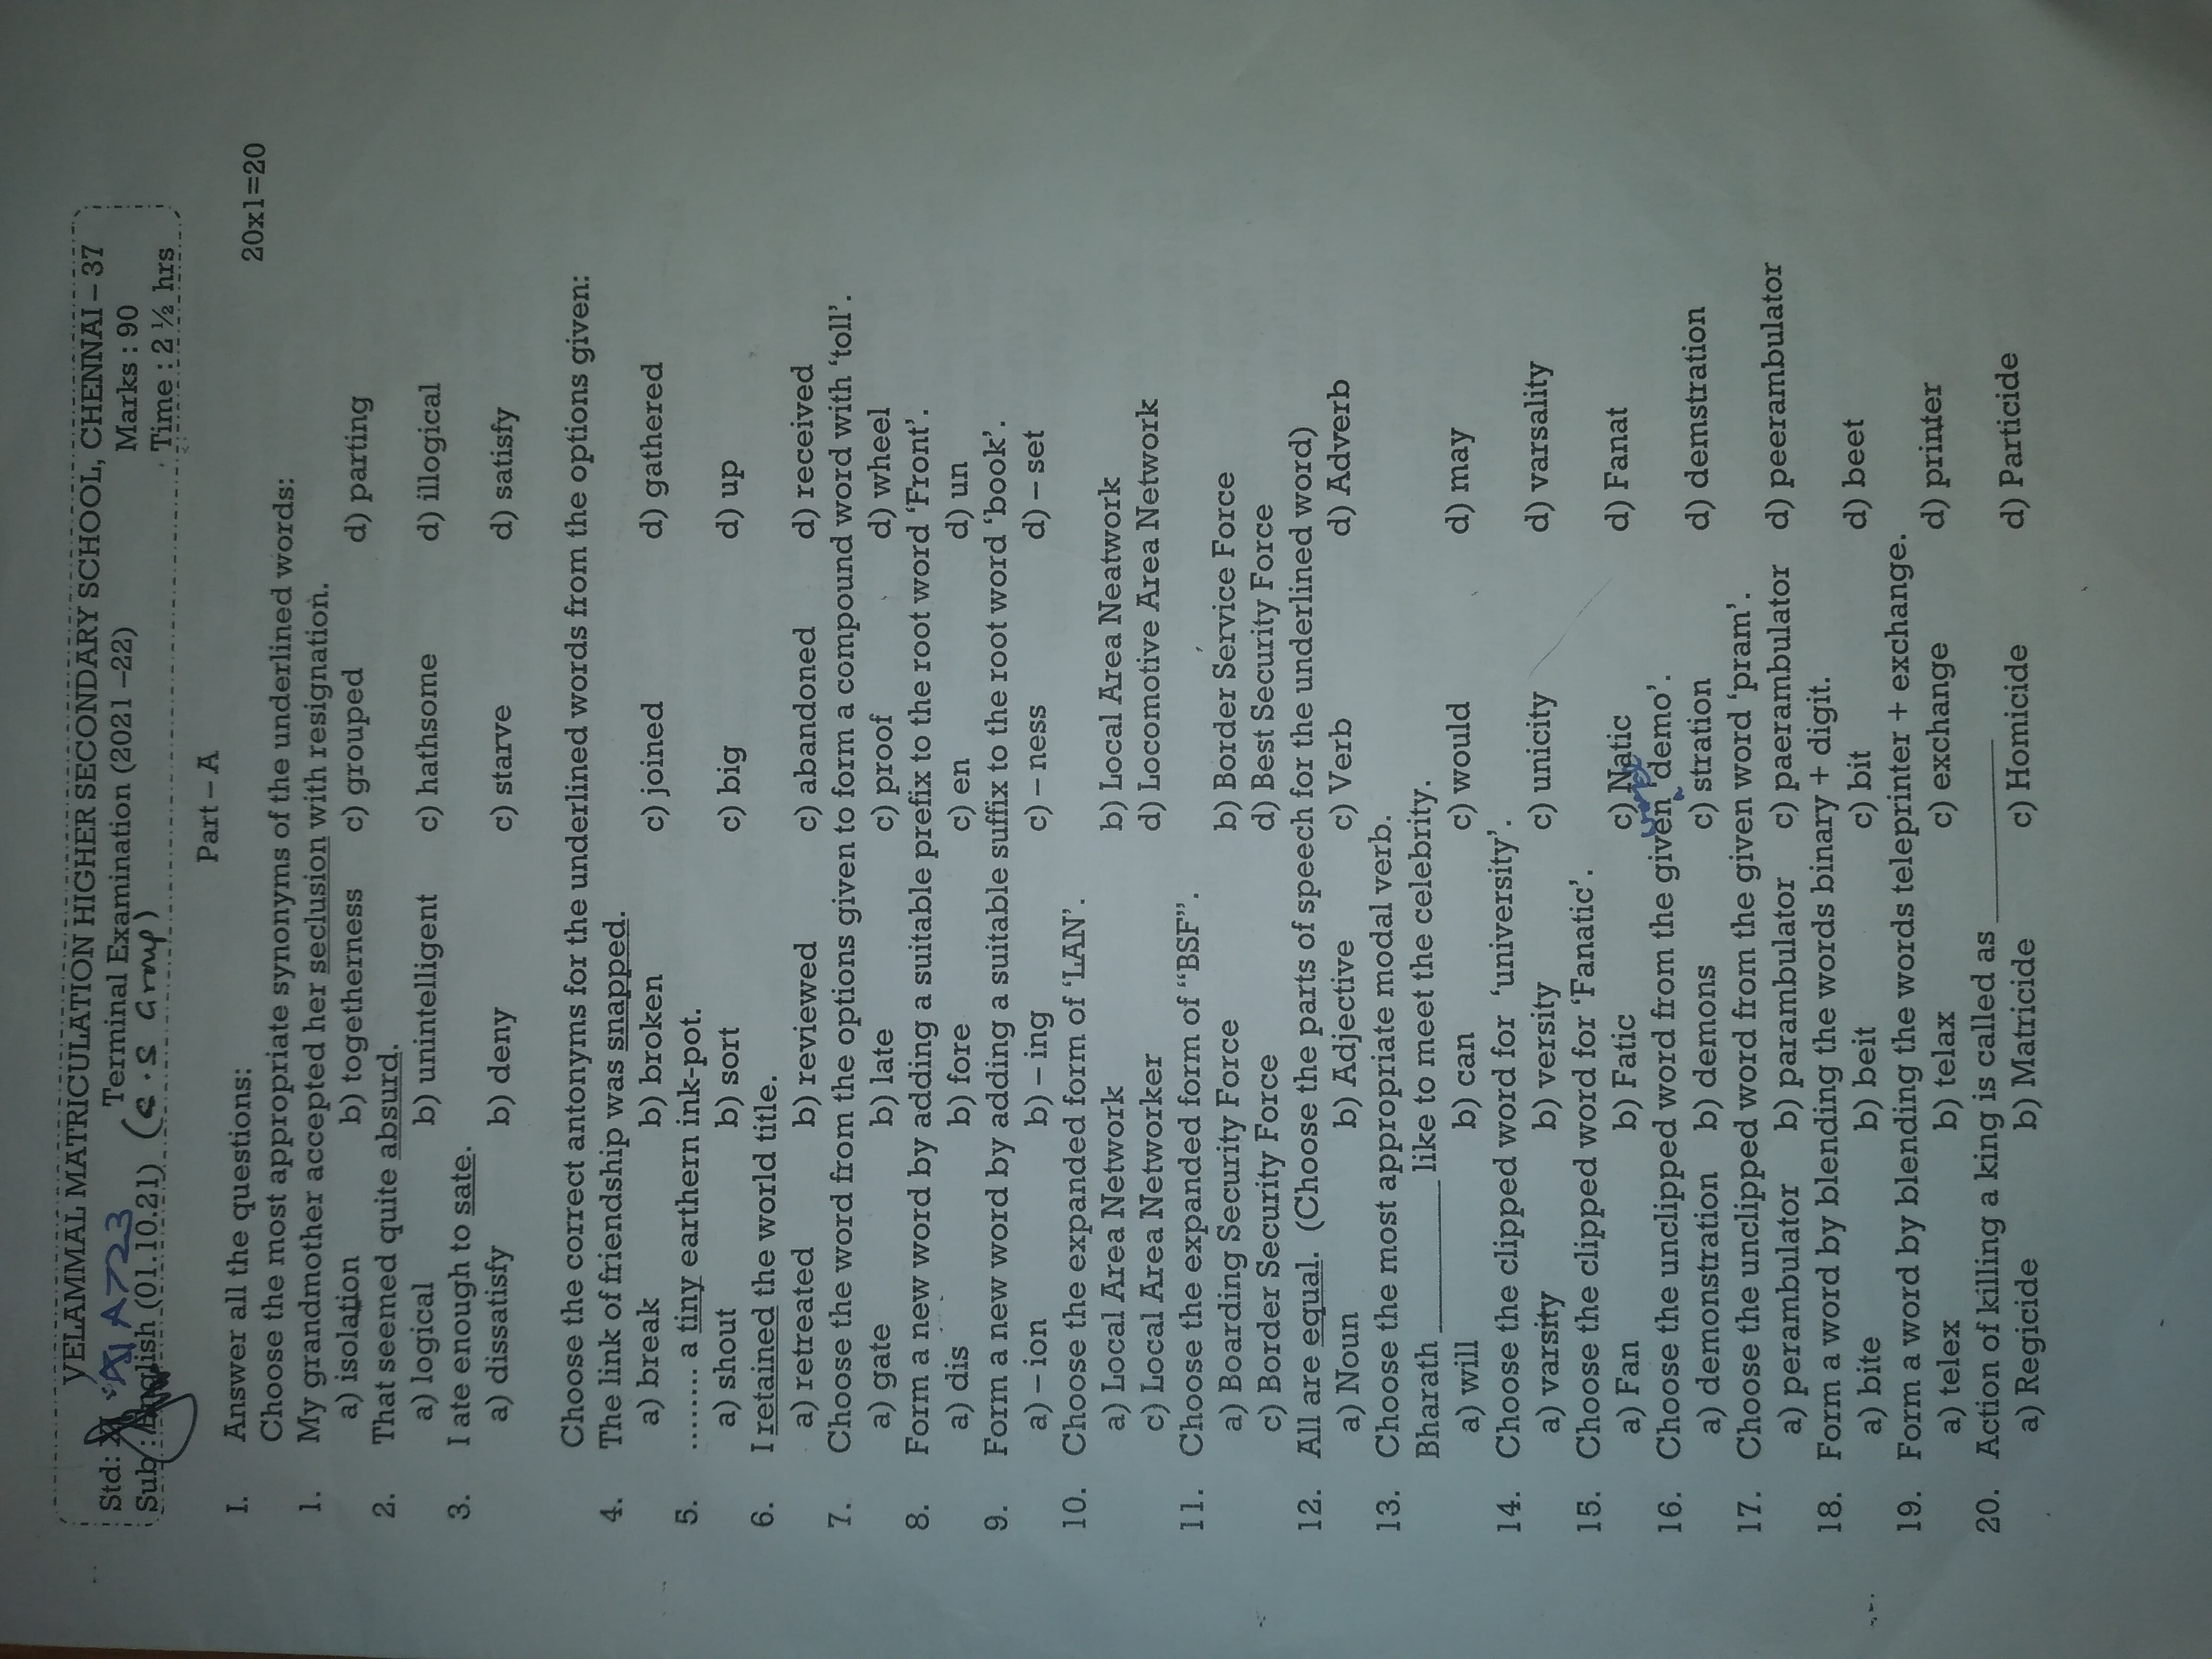 VELAMMAL MATRICULATION HIGHER SECONDARY SCHOOL, CHENNAI – 37
Std: XI A723 Terminal Examination (2021 –22) Marks : 90
Sub : English (01.10.21) (C.S Group) Time : 2 ½ hrs
Part – A
I. Answer all the questions: 20x1=20
Choose the most appropriate synonyms of the underlined words:
1. My grandmother accepted her seclusion with resignation.
a) isolation b) togetherness c) grouped d) parting
2. That seemed quite absurd.
a) logical b) unintelligent c) hathsome d) illogical
3. I ate enough to sate.
a) dissatisfy b) deny c) starve d) satisfy
Choose the correct antonyms for the underlined words from the options given:
4. The link of friendship was snapped.
a) break b) broken c) joined d) gathered
5. ........ a tiny earthern ink-pot.
a) shout b) sort c) big d) up
6. I retained the world title.
a) retreated b) reviewed c) abandoned d) received
7. Choose the word from the options given to form a compound word with ‘toll’.
a) gate b) late c) proof d) wheel
8. Form a new word by adding a suitable prefix to the root word ‘Front’.
a) dis b) fore c) en d) un
9. Form a new word by adding a suitable suffix to the root word ‘book’.
a) – ion b) – ing c) – ness d) – set
10. Choose the expanded form of ‘LAN’.
a) Local Area Network b) Local Area Neatwork
c) Local Area Networker d) Locomotive Area Network
11. Choose the expanded form of “BSF”.
a) Boarding Security Force b) Border Service Force
c) Border Security Force d) Best Security Force
12. All are equal. (Choose the parts of speech for the underlined word)
a) Noun b) Adjective c) Verb d) Adverb
13. Choose the most appropriate modal verb.
Bharath ________ like to meet the celebrity.
a) will b) can c) would d) may
14. Choose the clipped word for ‘university’.
a) varsity b) versity c) unicity d) varsality
15. Choose the clipped word for ‘Fanatic’.
a) Fan b) Fatic c) Natic d) Fanat
16. Choose the unclipped word from the given word ‘demo’.
a) demonstration b) demons c) stration d) demstration
17. Choose the unclipped word from the given word ‘pram’.
a) perambulator b) parambulator c) paerambulator d) peerambulator
18. Form a word by blending the words binary + digit.
a) bite b) beit c) bit d) beet
19. Form a word by blending the words teleprinter + exchange.
a) telex b) telax c) exchange d) printer
20. Action of killing a king is called as __________
a) Regicide b) Matricide c) Homicide d) Particide